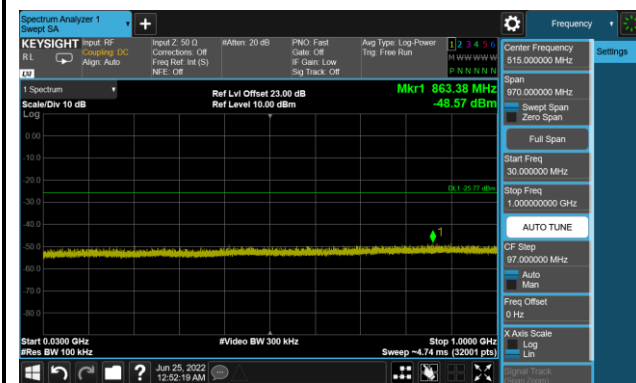 Spectrum Analyzer 1
Swept SA
+
Frequency
KEYSIGHT
RL
Input: RF
Coupling: DC
Align: Auto
Input Z: 50 Ω
Corrections: Off
Freq Ref: Int (S)
NFE: Off
#Atten: 20 dB
PNO: Fast
Gate: Off
IF Gain: Low
Sig Track: Off
Avg Type: Log-Power
Trig: Free Run
1 2 3 4 5 6
M W W W W W
P N N N N N
1 Spectrum
Scale/Div 10 dB
Log
Ref Lvl Offset 23.00 dB
Ref Level 10.00 dBm
Mkr1 863.38 MHz
-48.57 dBm
0.00
-10.0
-20.0
-30.0
-40.0
-50.0
-60.0
-70.0
-80.0
DL1 -25.77 dBm
1
Start 0.0300 GHz
#Res BW 100 kHz
#Video BW 300 kHz
Stop 1.0000 GHz
Sweep ~4.74 ms (32001 pts)
Jun 25, 2022
12:52:19 AM
Center Frequency
515.000000 MHz
Span
970.000000 MHz
Swept Span
Zero Span
Full Span
Start Freq
30.000000 MHz
Stop Freq
1.000000000 GHz
AUTO TUNE
CF Step
97.000000 MHz
Auto
Man
Freq Offset
0 Hz
X Axis Scale
Log
Lin
Signal Track
(Span Zoom)
Settings